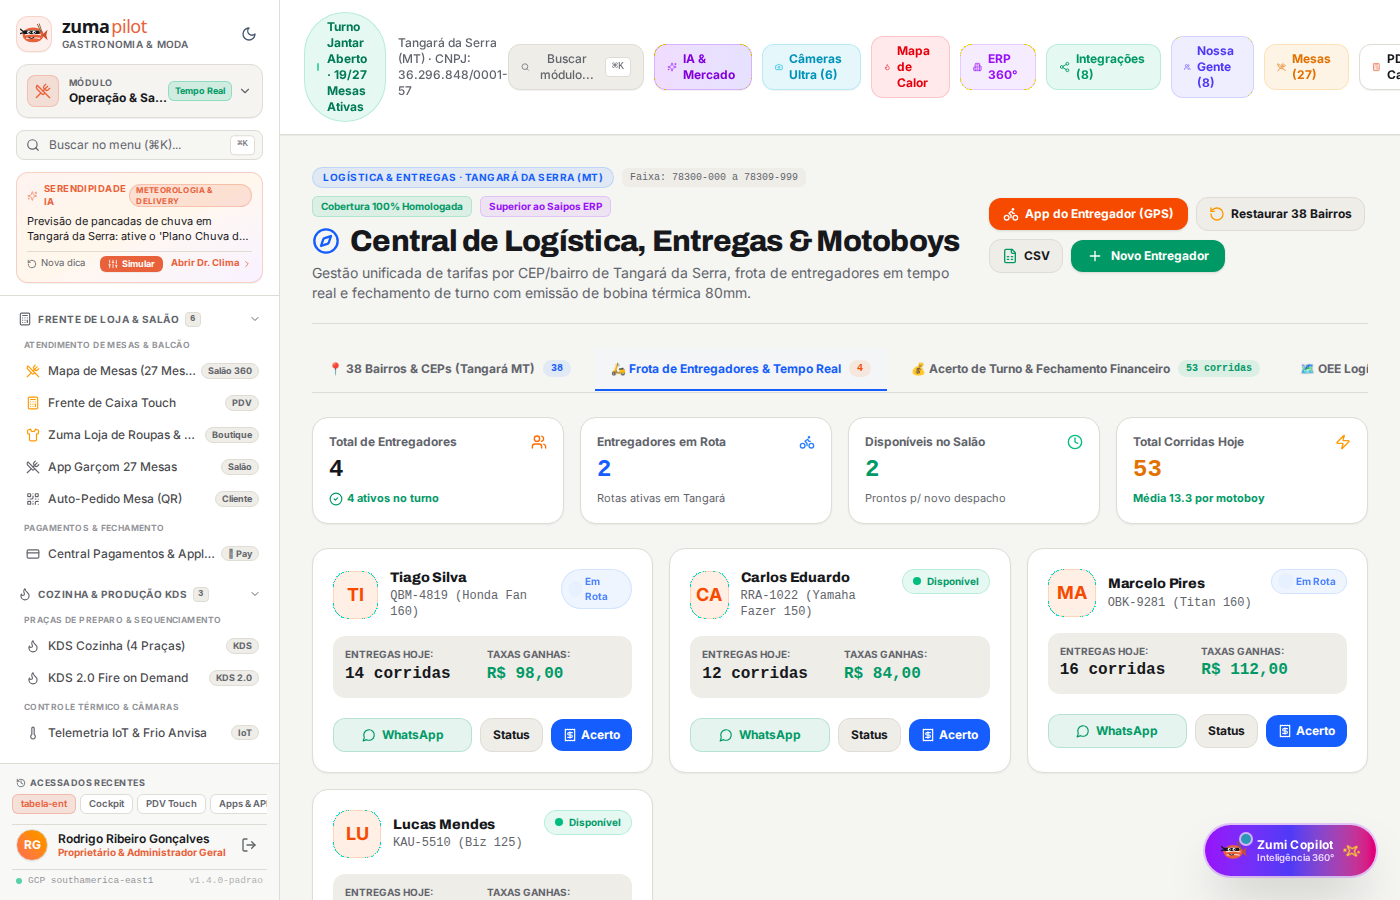 zumapilot
GASTRONOMIA & MODA
MÓDULO
Operação & Sa...
Tempo Real
Buscar no menu (⌘K)...
⌘K
SERENDIPIDADE IA
METEOROLOGIA & DELIVERY
Previsão de pancadas de chuva em
Tangará da Serra: ative o 'Plano Chuva d...
Nova dica
Simular
Abrir Dr. Clima
FRENTE DE LOJA & SALÃO 6
ATENDIMENTO DE MESAS & BALCÃO
Mapa de Mesas (27 Mes... Salão 360
Frente de Caixa Touch PDV
Zuma Loja de Roupas & ... Boutique
App Garçom 27 Mesas Salão
Auto-Pedido Mesa (QR) Cliente
PAGAMENTOS & FECHAMENTO
Central Pagamentos & Appl... Pay
COZINHA & PRODUÇÃO KDS 3
PRAÇAS DE PREPARO & SEQUENCIAMENTO
KDS Cozinha (4 Praças) KDS
KDS 2.0 Fire on Demand KDS 2.0
CONTROLE TÉRMICO & CÂMARAS
Telemetria IoT & Frio Anvisa IoT
ACESSADOS RECENTES
tabela-ent Cockpit PDV Touch Apps & API
RG
Rodrigo Ribeiro Gonçalves
Proprietário & Administrador Geral
GCP southamerica-east1 v1.4.0-padrao
Turno
Jantar
Aberto
· 19/27
Mesas
Ativas
Tangará da Serra
(MT) · CNPJ:
36.296.848/0001-
57
Buscar
módulo...
⌘K
IA &
Mercado
Câmeras
Ultra (6)
Mapa
de
Calor
ERP
360°
Integrações
(8)
Nossa
Gente
(8)
Mesas
(27)
LOGÍSTICA & ENTREGAS · TANGARÁ DA SERRA (MT)
Faixa: 78300-000 a 78309-999
Cobertura 100% Homologada
Superior ao Saipos ERP
Central de Logística, Entregas & Motoboys
Gestão unificada de tarifas por CEP/bairro de Tangará da Serra, frota de entregadores em tempo
real e fechamento de turno com emissão de bobina térmica 80mm.
App do Entregador (GPS)
Restaurar 38 Bairros
CSV
Novo Entregador
38 Bairros & CEPs (Tangará MT) 38
Frota de Entregadores & Tempo Real 4
Acerto de Turno & Fechamento Financeiro 53 corridas
OEE Logí
Total de Entregadores
4
4 ativos no turno
Entregadores em Rota
2
Rotas ativas em Tangará
Disponíveis no Salão
2
Prontos p/ novo despacho
Total Corridas Hoje
53
Média 13.3 por motoboy
TI
Tiago Silva
QBM-4819 (Honda Fan
160)
Em
Rota
ENTREGAS HOJE:
14 corridas
TAXAS GANHAS:
R$ 98,00
WhatsApp
Status
Acerto
CA
Carlos Eduardo
RRA-1022 (Yamaha
Fazer 150)
Disponível
ENTREGAS HOJE:
12 corridas
TAXAS GANHAS:
R$ 84,00
WhatsApp
Status
Acerto
MA
Marcelo Pires
OBK-9281 (Titan 160)
Em Rota
ENTREGAS HOJE:
16 corridas
TAXAS GANHAS:
R$ 112,00
WhatsApp
Status
Acerto
LU
Lucas Mendes
KAU-5510 (Biz 125)
Disponível
ENTREGAS HOJE:
TAXAS GANHAS:
Zumi Copilot
Inteligência 360°